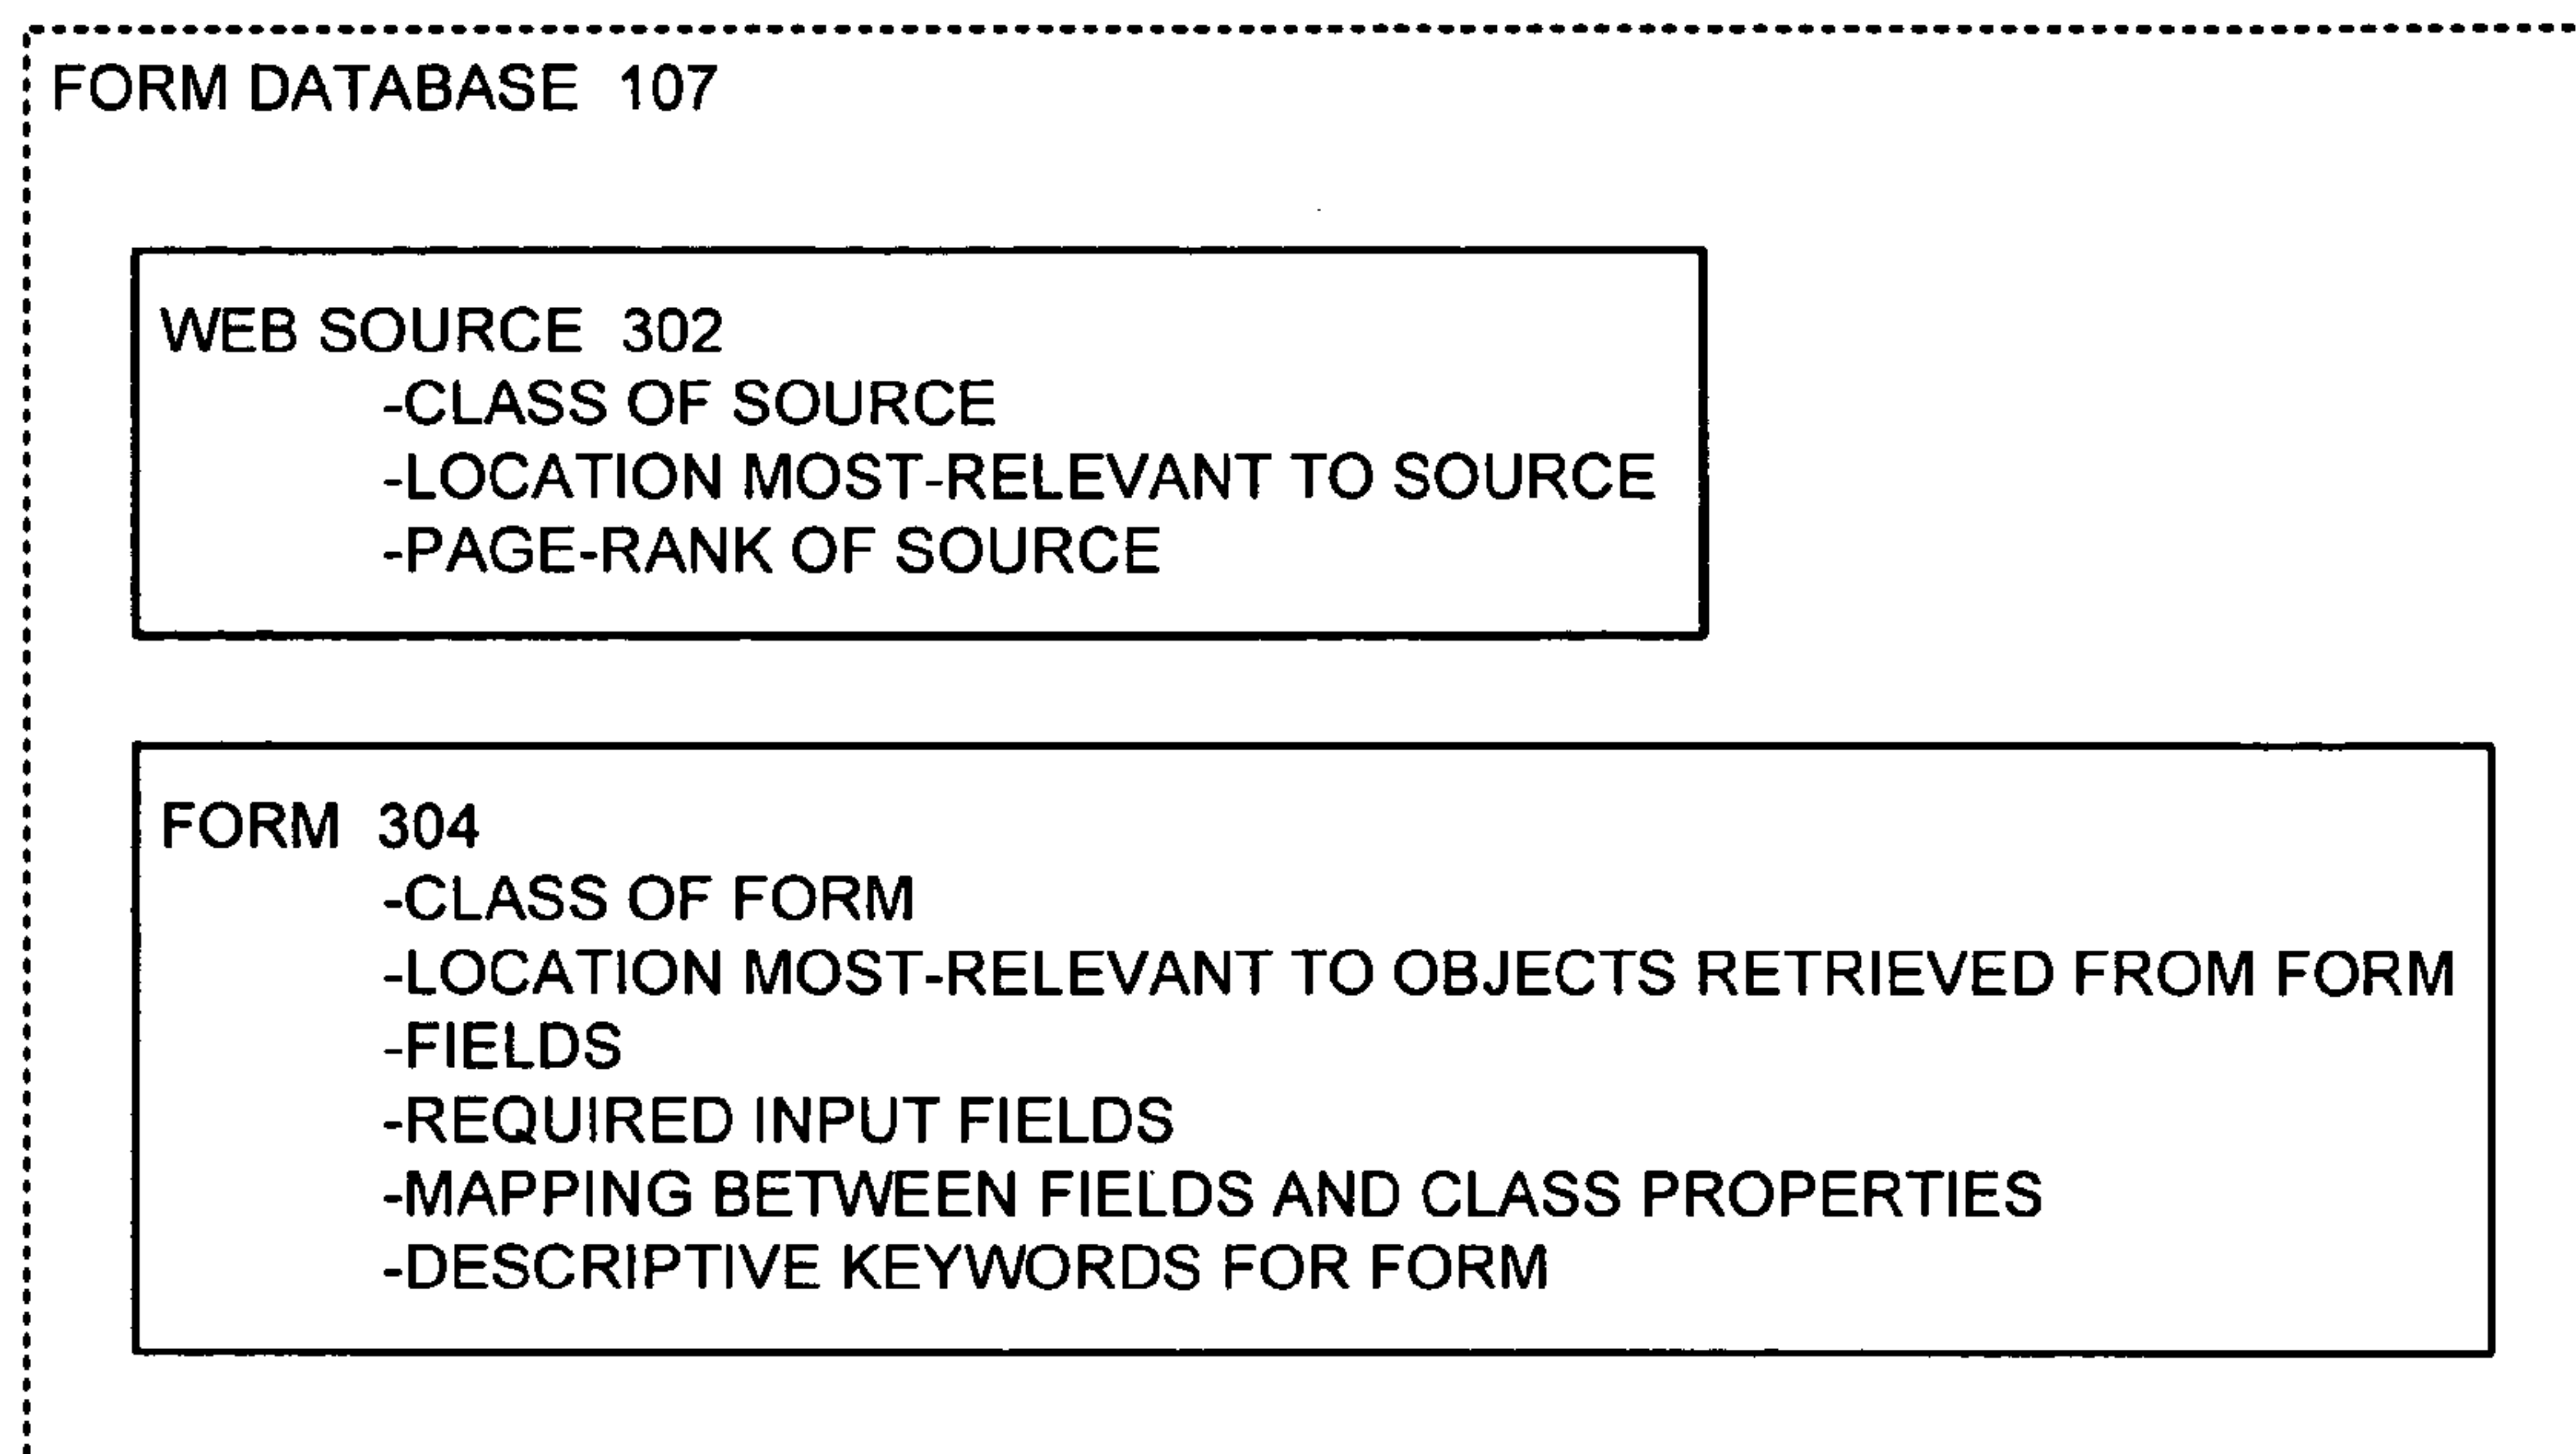 FORM DATABASE 107
WEB SOURCE 302
-CLASS OF SOURCE
-LOCATION MOST-RELEVANT TO SOURCE
-PAGE-RANK OF SOURCE
FORM 304
-CLASS OF FORM
-LOCATION MOST-RELEVANT TO OBJECTS RETRIEVED FROM FORM
-FIELDS
-REQUIRED INPUT FIELDS
-MAPPING BETWEEN FIELDS AND CLASS PROPERTIES
-DESCRIPTIVE KEYWORDS FOR FORM